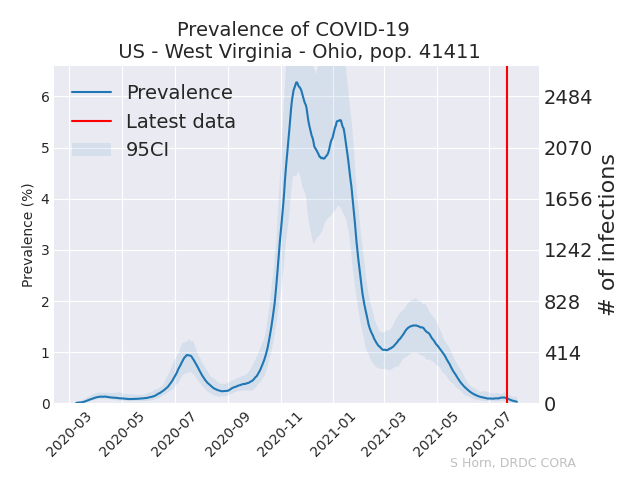 Prevalence of COVID-19
US - West Virginia - Ohio, pop. 41411
Prevalence
Latest data
95CI
Prevalence (%)
6
5
4
3
2
1
0
2484
2070
1656
1242
828
414
0
# of infections
2020-03
2020-05
2020-07
2020-09
2020-11
2021-01
2021-03
2021-05
2021-07
S Horn, DRDC CORA